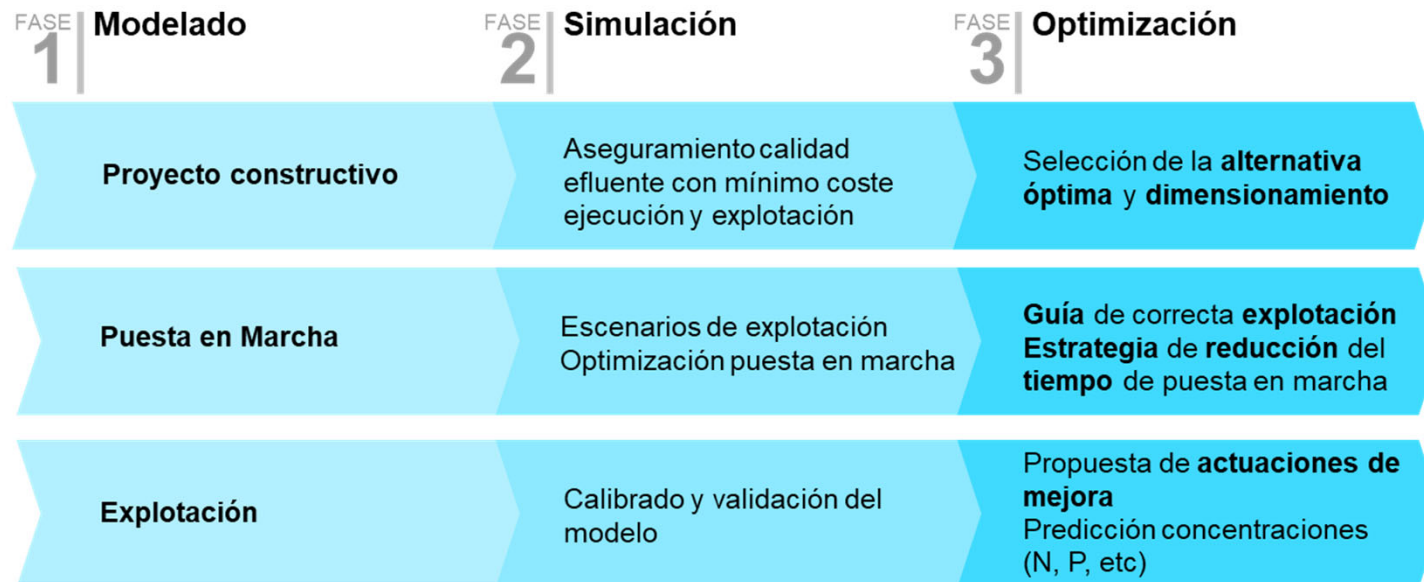 FASE
1
Modelado
FASE
2
Simulación
FASE
3
Optimización
Proyecto constructivo
Aseguramiento calidad
efluente con mínimo coste
ejecución y explotación
Selección de la alternativa
óptima y dimensionamiento
Puesta en Marcha
Escenarios de explotación
Optimización puesta en marcha
Guía de correcta explotación
Estrategia de reducción del
tiempo de puesta en marcha
Explotación
Calibrado y validación del
modelo
Propuesta de actuaciones de
mejora
Predicción concentraciones
(N, P, etc)